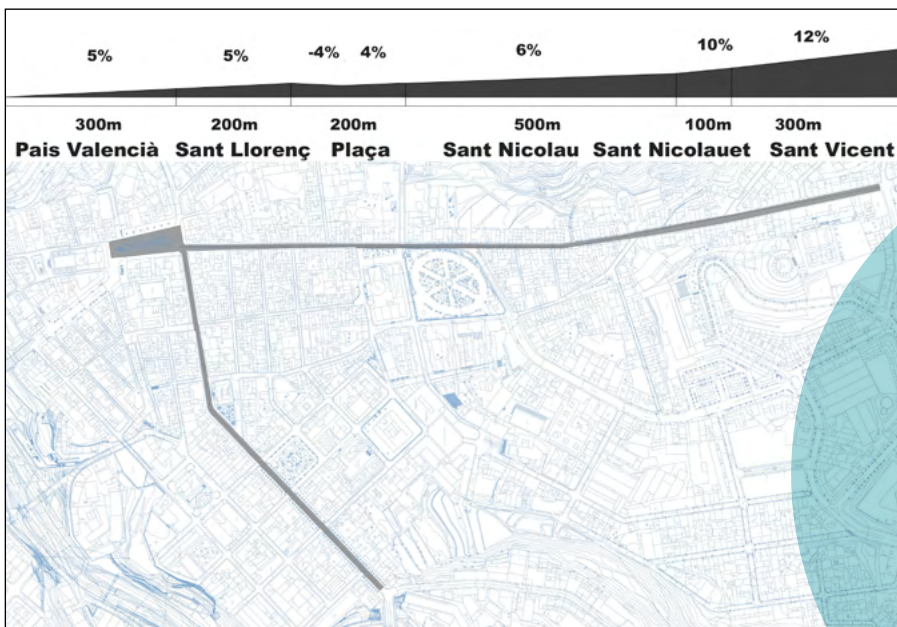 5% 5% -4% 4% 6% 10% 12%
300m 200m 200m 500m 100m 300m
Pais Valencià Sant Llorenç Plaça Sant Nicolau Sant Nicolauet Sant Vicent